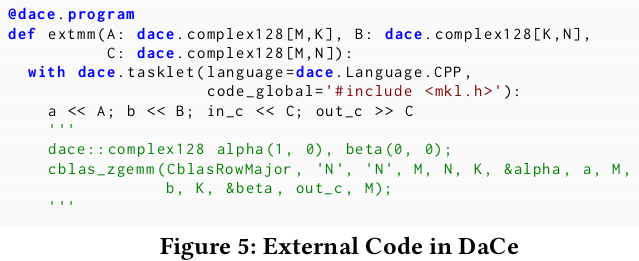 @dace.program
def extmm(A: dace.complex128[M,K], B: dace.complex128[K,N],
          C: dace.complex128[M,N]):
  with dace.tasklet(language=dace.Language.CPP,
                    code_global='#include <mkl.h>'):
    a << A; b << B; in_c << C; out_c >> C
    '''
    dace::complex128 alpha(1, 0), beta(0, 0);
    cblas_zgemm(CblasRowMajor, 'N', 'N', M, N, K, &alpha, a, M,
                b, K, &beta, out_c, M);
    '''
Figure 5: External Code in DaCe